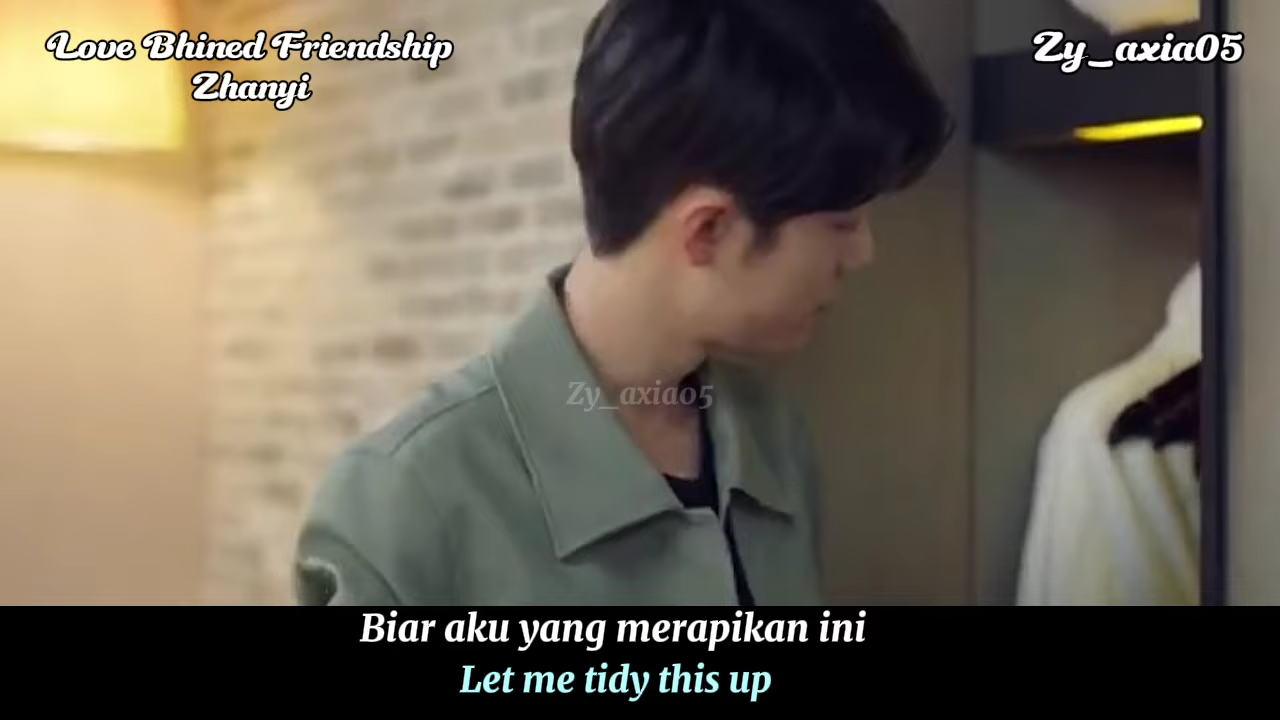 Love Bhined Friendship
Zhanyi
Zy_axia05
Zy_axia05
Biar aku yang merapikan ini
Let me tidy this up